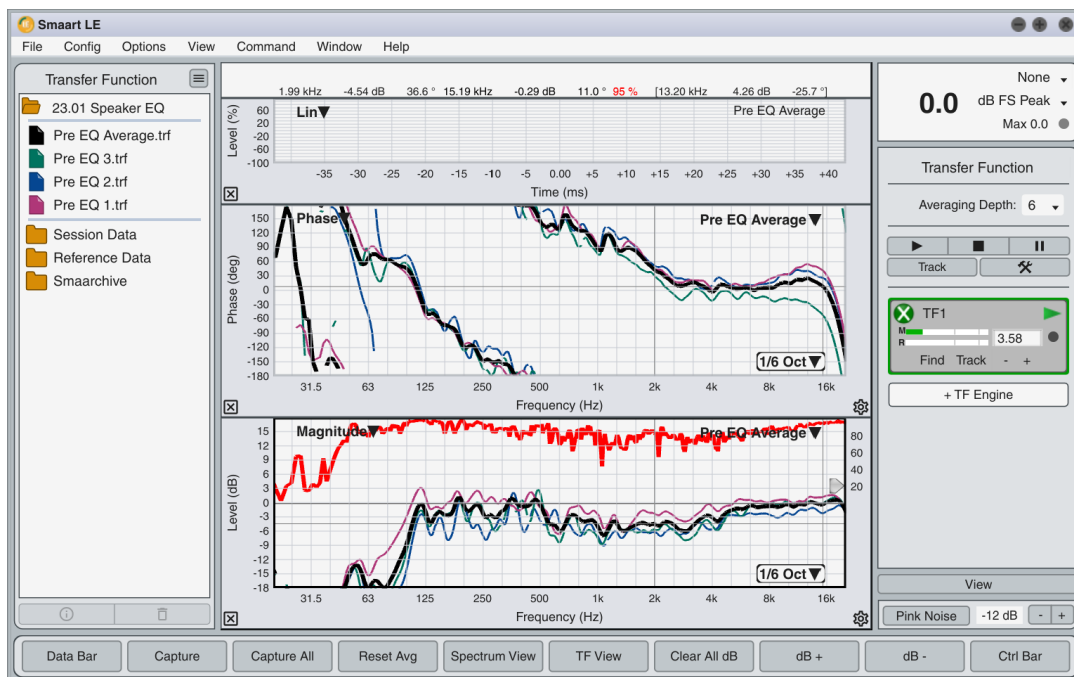 Smaart LE
File Config Options View Command Window Help
Transfer Function
23.01 Speaker EQ
Pre EQ Average.trf
Pre EQ 3.trf
Pre EQ 2.trf
Pre EQ 1.trf
Session Data
Reference Data
Smaarchive
1.99 kHz -4.54 dB 36.6 ° 15.19 kHz -0.29 dB 11.0 ° 95 % [13.20 kHz 4.26 dB -25.7 °]
Level (%)
60
20
-20
-60
-100
Lin
Pre EQ Average
-35 -25 -20 -15 -10 -5 0.00 +5 +10 +15 +20 +25 +30 +35 +40
Time (ms)
Phase (deg)
150
120
90
60
30
0
-30
-60
-90
-120
-150
-180
Phase
Pre EQ Average
1/6 Oct
31.5 63 125 250 500 1k 2k 4k 8k 16k
Frequency (Hz)
Level (dB)
15
12
9
6
3
0
-3
-6
-9
-12
-15
-18
Magnitude
Pre EQ Average
80
60
40
20
1/6 Oct
31.5 63 125 250 500 1k 2k 4k 8k 16k
Frequency (Hz)
None
0.0 dB FS Peak
Max 0.0
Transfer Function
Averaging Depth: 6
Track
TF1
M
R
3.58
Find Track - +
+ TF Engine
View
Pink Noise -12 dB - +
Data Bar Capture Capture All Reset Avg Spectrum View TF View Clear All dB dB + dB - Ctrl Bar